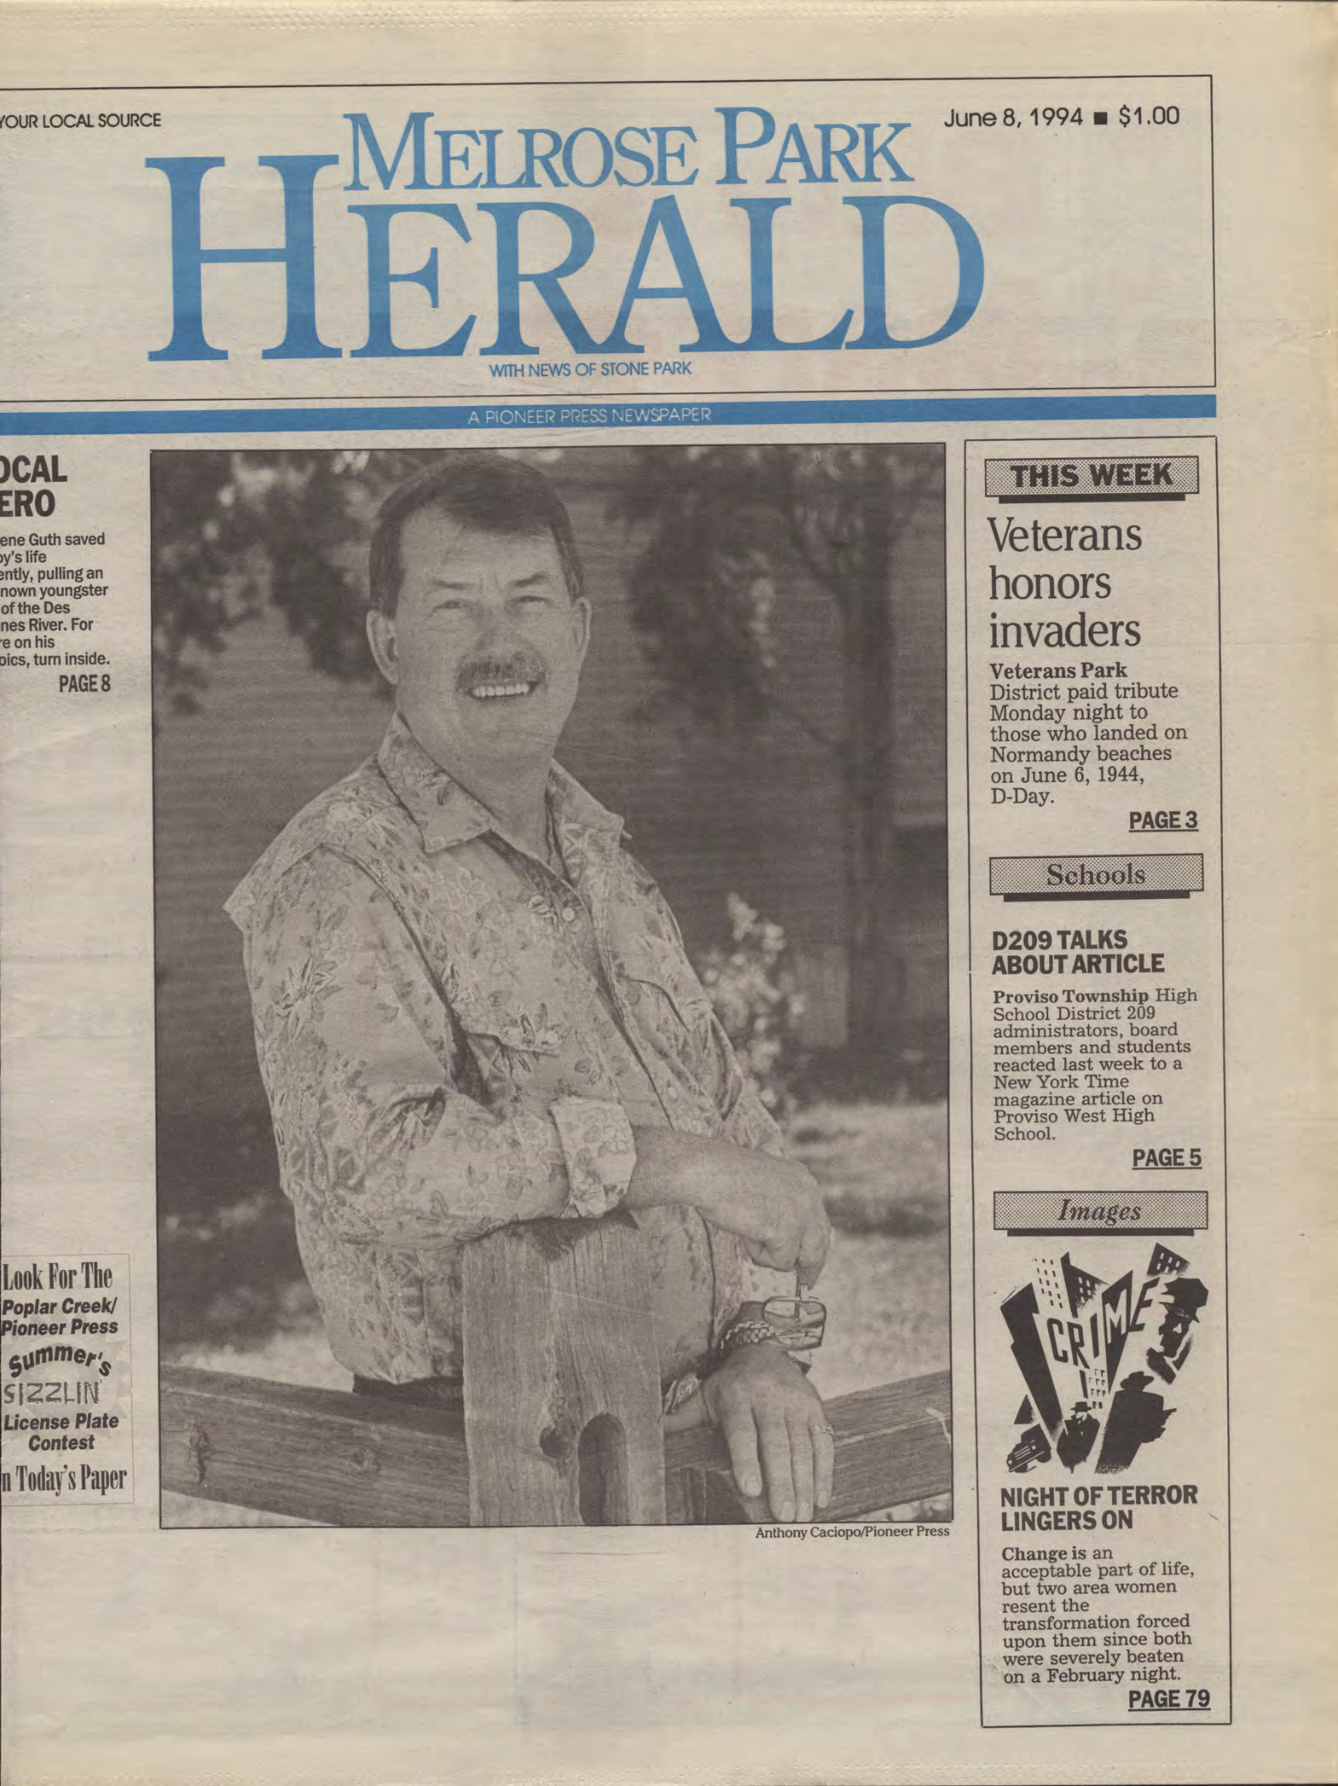 YOUR LOCAL SOURCE
June 8, 1994 ■ $1.00
MELROSE PARK
HERALD
WITH NEWS OF STONE PARK
A PIONEER PRESS NEWSPAPER
OCAL
ERO
ene Guth saved
oy's life
ently, pulling an
nown youngster
of the Des
nes River. For
re on his
oics, turn inside.
PAGE 8
Look For The
Poplar Creek/
Pioneer Press
Summer's
SIZZLIN'
License Plate
Contest
n Today's Paper
Anthony Caciopo/Pioneer Press
THIS WEEK
Veterans
honors
invaders
Veterans Park
District paid tribute
Monday night to
those who landed on
Normandy beaches
on June 6, 1944,
D-Day.
PAGE 3
Schools
D209 TALKS
ABOUT ARTICLE
Proviso Township High
School District 209
administrators, board
members and students
reacted last week to a
New York Time
magazine article on
Proviso West High
School.
PAGE 5
Images
CRIME
NIGHT OF TERROR
LINGERS ON
Change is an
acceptable part of life,
but two area women
resent the
transformation forced
upon them since both
were severely beaten
on a February night.
PAGE 79